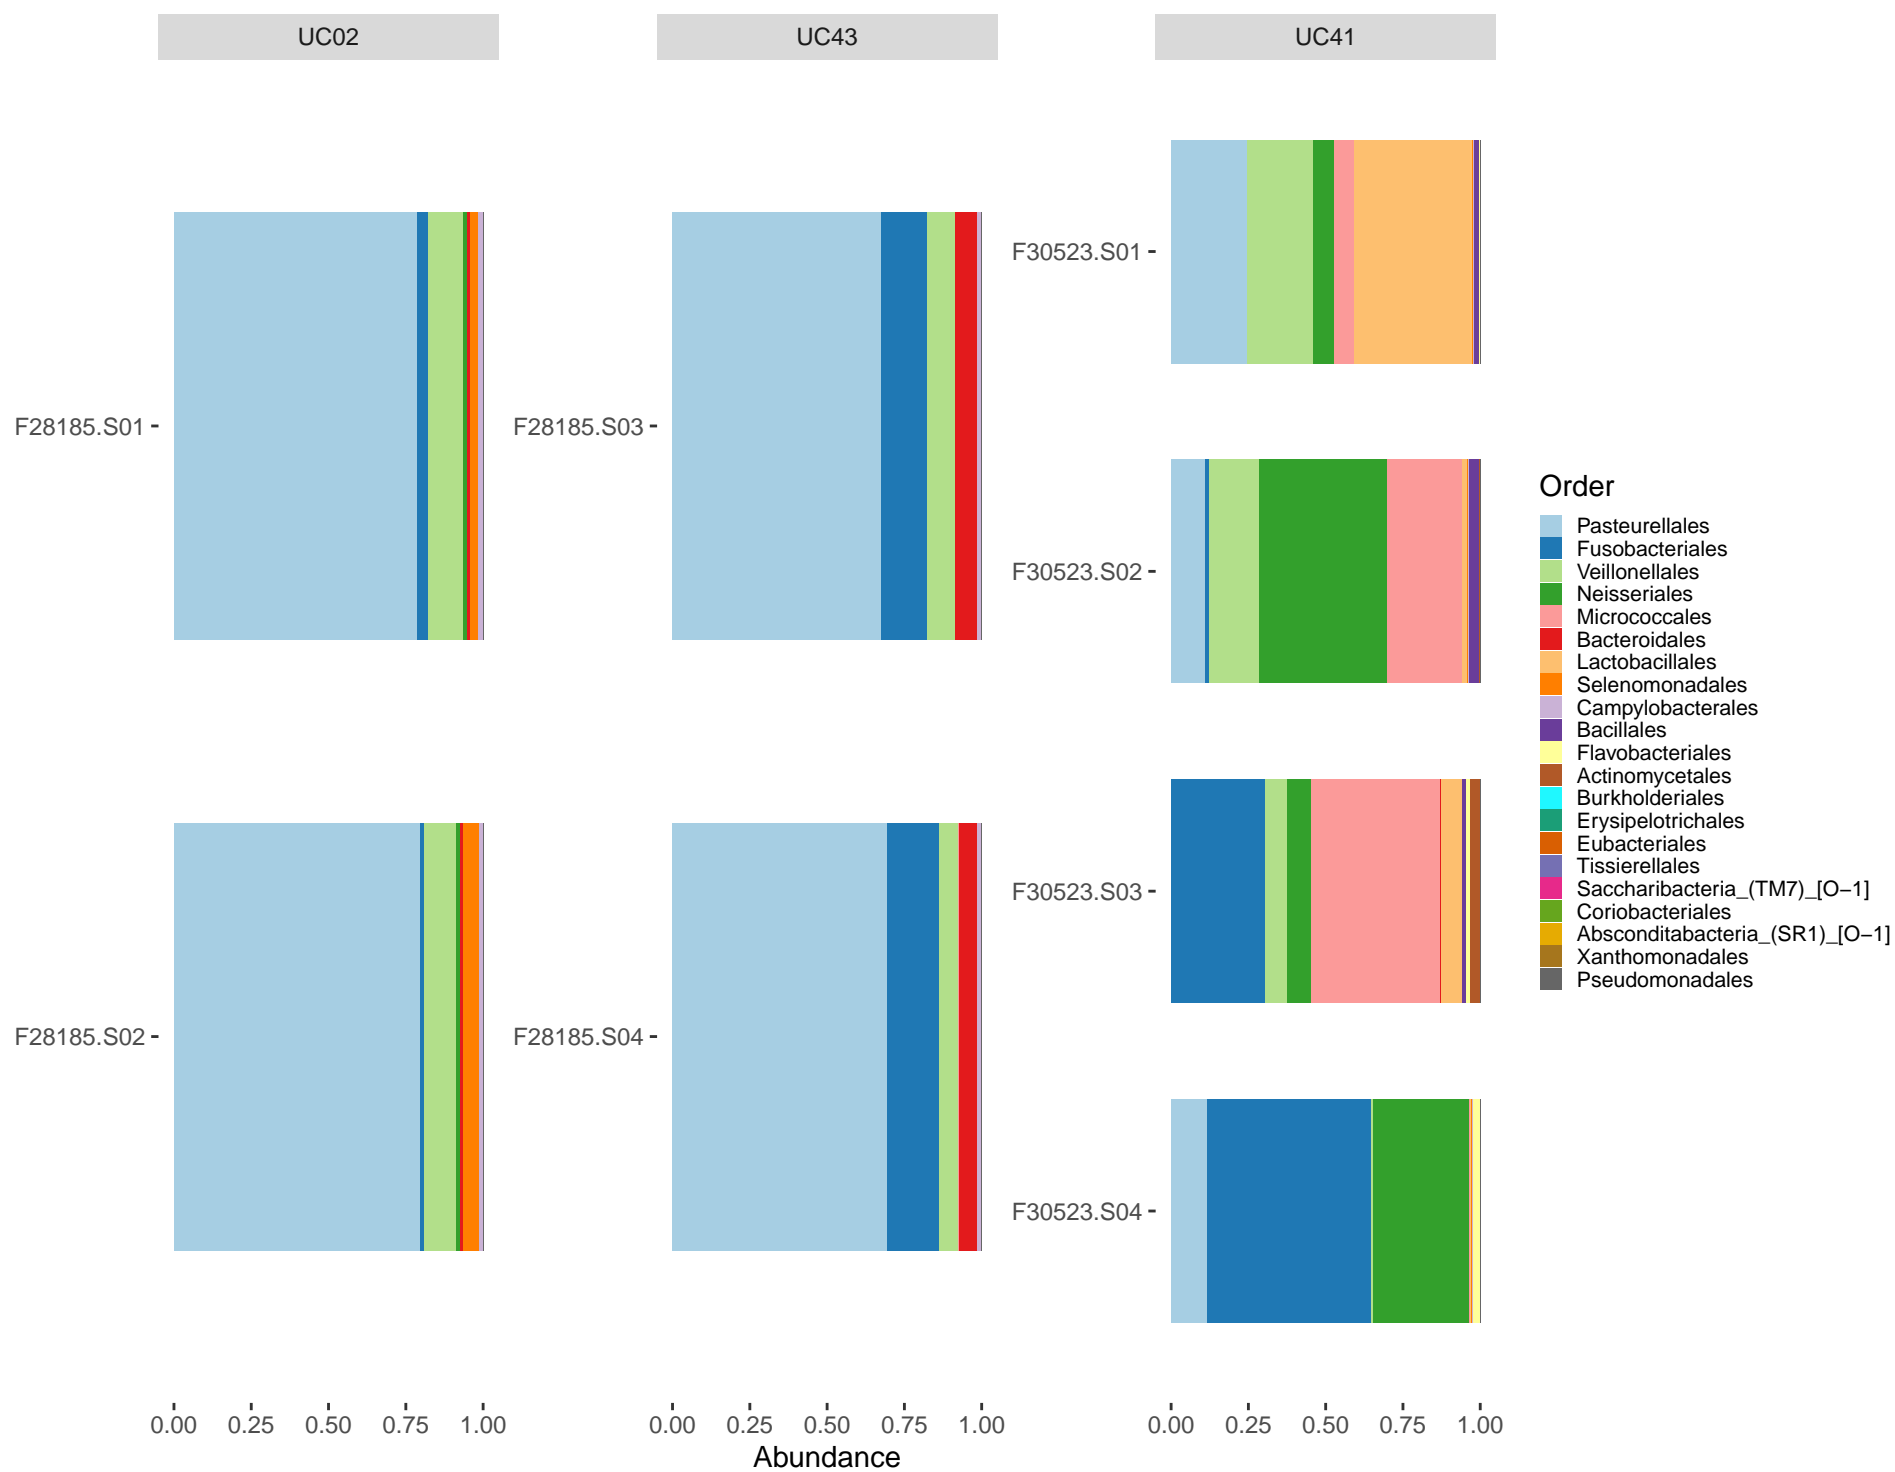 UC02
UC43
UC41
F28185.S01
F28185.S02
F28185.S03
F28185.S04
F30523.S01
F30523.S02
F30523.S03
F30523.S04
0.00 0.25 0.50 0.75 1.00
0.00 0.25 0.50 0.75 1.00
0.00 0.25 0.50 0.75 1.00
Abundance
Order
Pasteurellales
Fusobacteriales
Veillonellales
Neisseriales
Micrococcales
Bacteroidales
Lactobacillales
Selenomonadales
Campylobacterales
Bacillales
Flavobacteriales
Actinomycetales
Burkholderiales
Erysipelotrichales
Eubacteriales
Tissierellales
Saccharibacteria_(TM7)_[O−1]
Coriobacteriales
Absconditabacteria_(SR1)_[O−1]
Xanthomonadales
Pseudomonadales